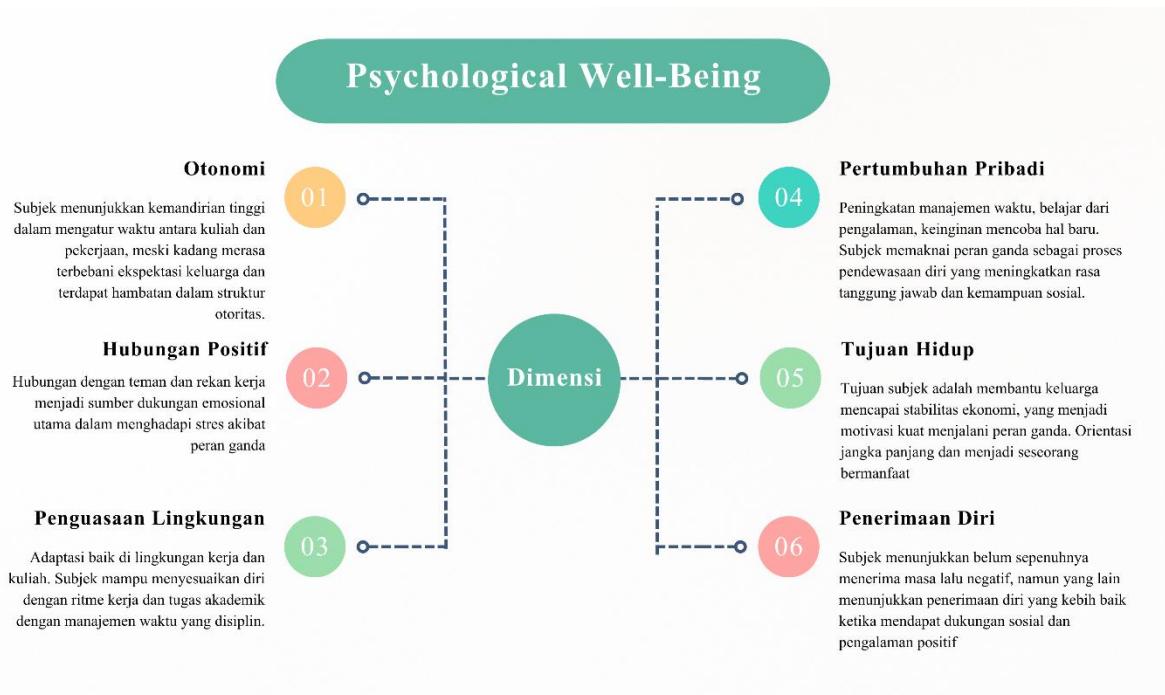 Psychological Well-Being
Otonomi
01
Subjek menunjukkan kemandirian tinggi
dalam mengatur waktu antara kuliah dan
pekerjaan, meski kadang merasa
terbebani ekspektasi keluarga dan
terdapat hambatan dalam struktur
otoritas.
Hubungan Positif
02
Hubungan dengan teman dan rekan kerja
menjadi sumber dukungan emosional
utama dalam menghadapi stres akibat
peran ganda
Penguasaan Lingkungan
03
Adaptasi baik di lingkungan kerja dan
kuliah. Subjek mampu menyesuaikan diri
dengan ritme kerja dan tugas akademik
dengan manajemen waktu yang disiplin.
Dimensi
Pertumbuhan Pribadi
04
Peningkatan manajemen waktu, belajar dari
pengalaman, keinginan mencoba hal baru.
Subjek memaknai peran ganda sebagai proses
pendewasaan diri yang meningkatkan rasa
tanggung jawab dan kemampuan sosial.
Tujuan Hidup
05
Tujuan subjek adalah membantu keluarga
mencapai stabilitas ekonomi, yang menjadi
motivasi kuat menjalani peran ganda. Orientasi
jangka panjang dan menjadi seseorang
bermanfaat
Penerimaan Diri
06
Subjek menunjukkan belum sepenuhnya
menerima masa lalu negatif, namun yang lain
menunjukkan penerimaan diri yang kebih baik
ketika mendapat dukungan sosial dan
pengalaman positif